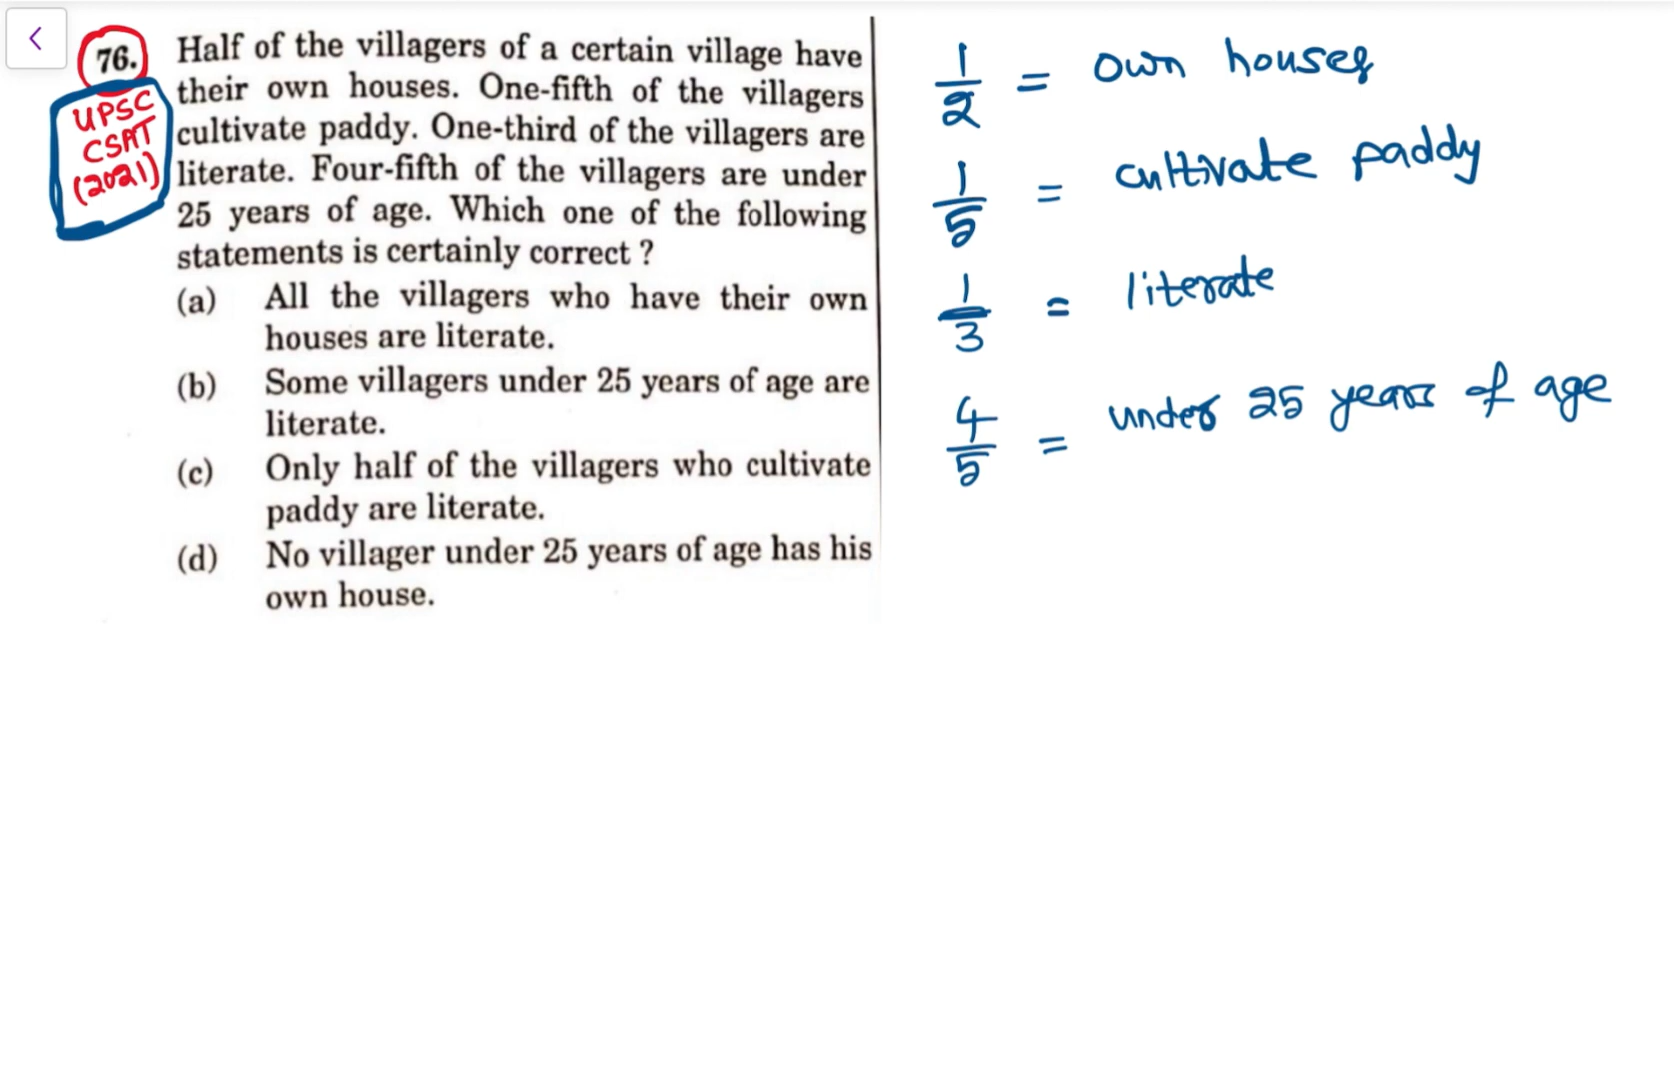 76. Half of the villagers of a certain village have
their own houses. One-fifth of the villagers
cultivate paddy. One-third of the villagers are
literate. Four-fifth of the villagers are under
25 years of age. Which one of the following
statements is certainly correct ?
(a) All the villagers who have their own
houses are literate.
(b) Some villagers under 25 years of age are
literate.
(c) Only half of the villagers who cultivate
paddy are literate.
(d) No villager under 25 years of age has his
own house.
UPSC
CSAT
(2021)
1/2 = own houses
1/5 = cultivate paddy
1/3 = literate
4/5 = under 25 years of age